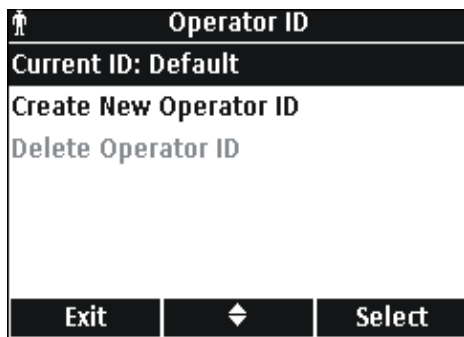 Operator ID
Current ID: Default
Create New Operator ID
Delete Operator ID
Exit
Select